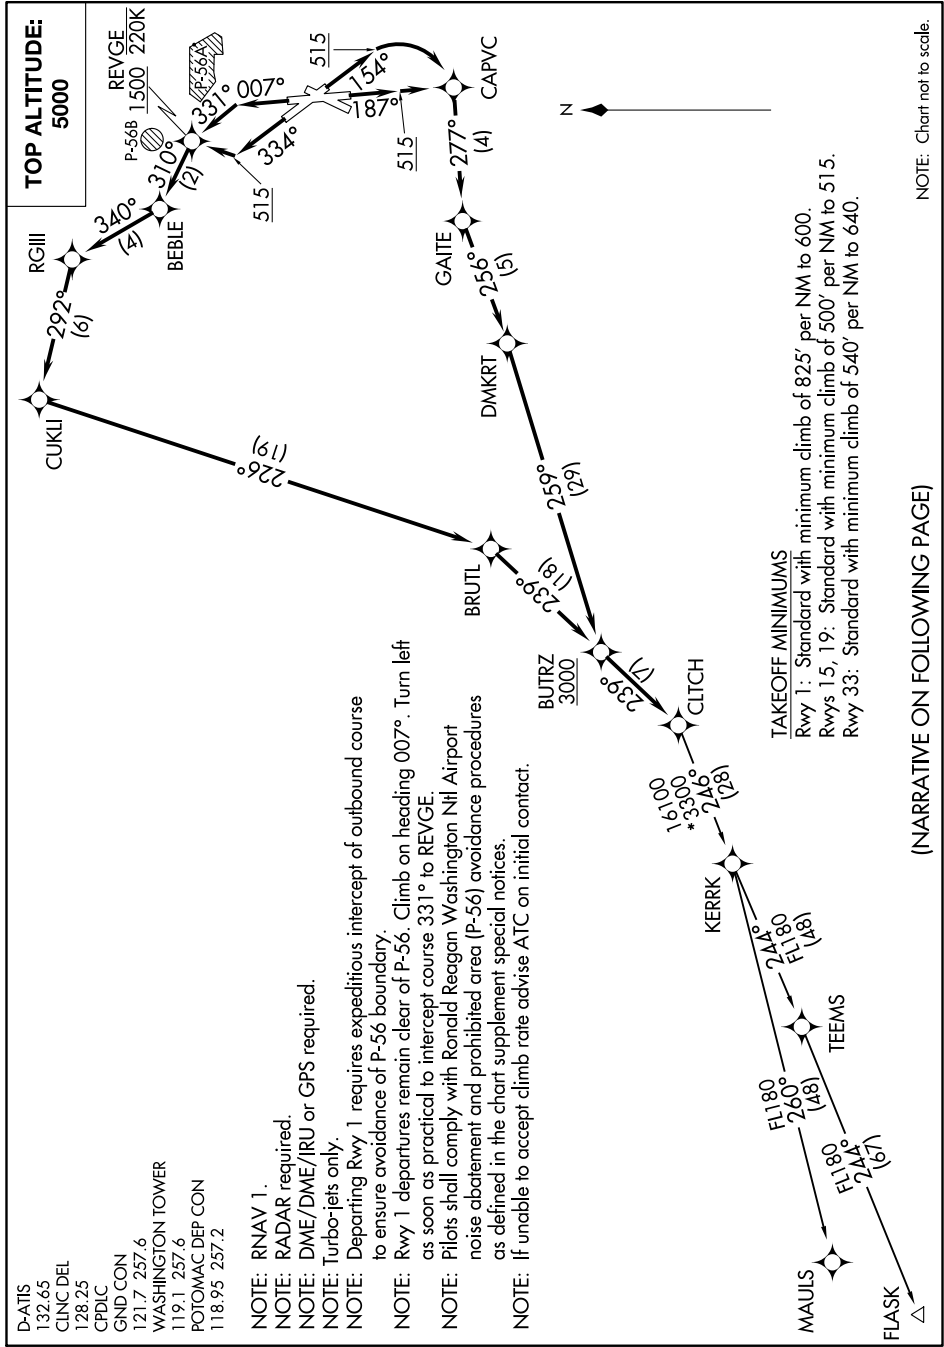 D-ATIS
132.65
CLNC DEL
128.25
CPDLC
GND CON
121.7 257.6
WASHINGTON TOWER
119.1 257.6
POTOMAC DEP CON
118.95 257.2
TOP ALTITUDE:
5000
NOTE: RNAV 1.
NOTE: RADAR required.
NOTE: DME/DME/IRU or GPS required.
NOTE: Turbo-jets only.
NOTE: Departing Rwy 1 requires expeditious intercept of outbound course
to ensure avoidance of P-56 boundary.
NOTE: Rwy 1 departures remain clear of P-56. Climb on heading 007°. Turn left
as soon as practical to intercept course 331° to REVGE.
NOTE: Pilots shall comply with Ronald Reagan Washington Ntl Airport
noise abatement and prohibited area (P-56) avoidance procedures
as defined in the chart supplement special notices.
NOTE: If unable to accept climb rate advise ATC on initial contact.
CUKLI
292°
(6)
RGIII
340°
(4)
BEBLE
310°
(2)
P-56B
REVGE
1500 220K
P-56A
331°
007°
334°
515
515
154°
187°
515
CAPVC
277°
(4)
GAITE
256°
(5)
DMKRT
259°
(29)
226°
(19)
BRUTL
239°
(18)
BUTRZ
3000
239°
(7)
CLTCH
16100
*3300
246°
(28)
KERRK
244°
FL180
(48)
TEEMS
FL180
260°
(48)
FL180
244°
(67)
MAULS
FLASK
N
TAKEOFF MINIMUMS
Rwy 1: Standard with minimum climb of 825' per NM to 600.
Rwys 15, 19: Standard with minimum climb of 500' per NM to 515.
Rwy 33: Standard with minimum climb of 540' per NM to 640.
NOTE: Chart not to scale.
(NARRATIVE ON FOLLOWING PAGE)